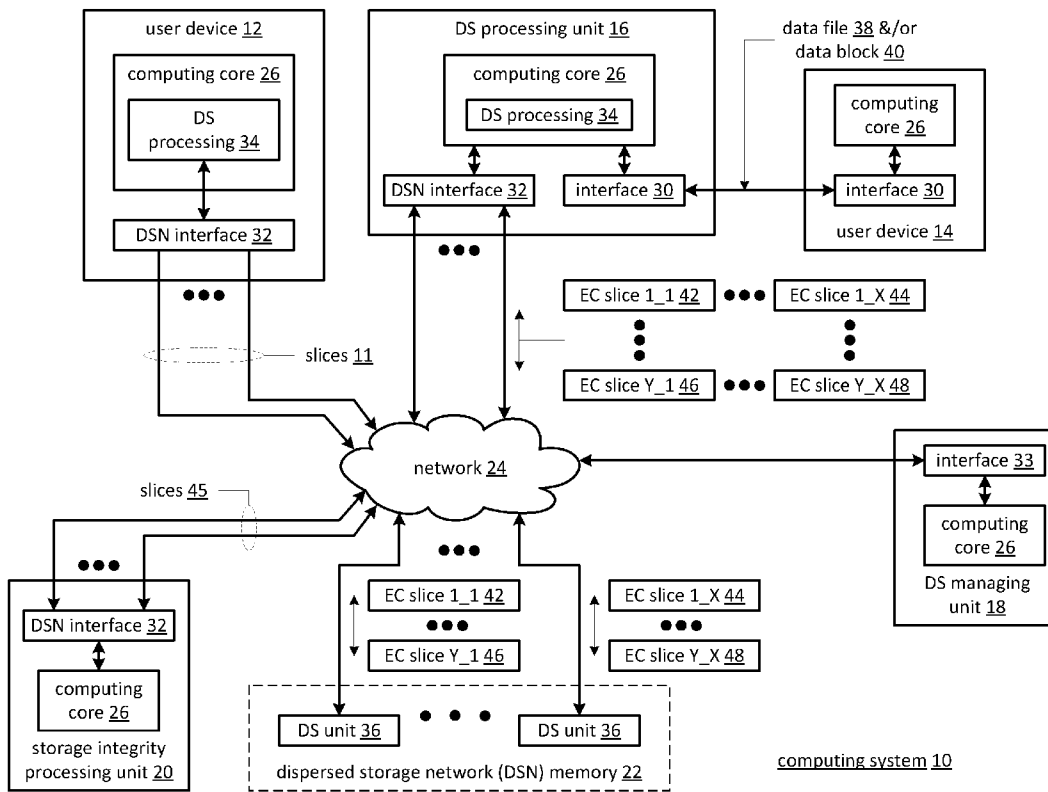 user device 12
computing core 26
DS
processing 34
DSN interface 32
DS processing unit 16
computing core 26
DS processing 34
DSN interface 32
interface 30
data file 38 &/or
data block 40
computing
core 26
interface 30
user device 14
EC slice 1_1 42
EC slice 1_X 44
EC slice Y_1 46
EC slice Y_X 48
slices 11
network 24
interface 33
computing
core 26
DS managing
unit 18
slices 45
DSN interface 32
computing
core 26
storage integrity
processing unit 20
EC slice 1_1 42
EC slice Y_1 46
EC slice 1_X 44
EC slice Y_X 48
DS unit 36
DS unit 36
dispersed storage network (DSN) memory 22
computing system 10